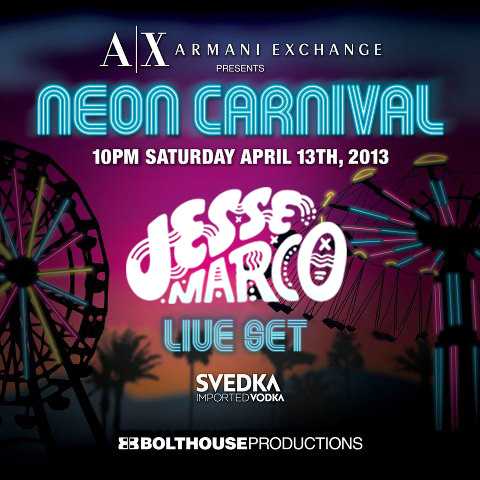 A|X ARMANI EXCHANGE
PRESENTS
NEON CARNIVAL
10PM SATURDAY APRIL 13TH, 2013
JESSE
MARCO
LIVE SET
SVEDKA
IMPORTED VODKA
BOLTHOUSE PRODUCTIONS